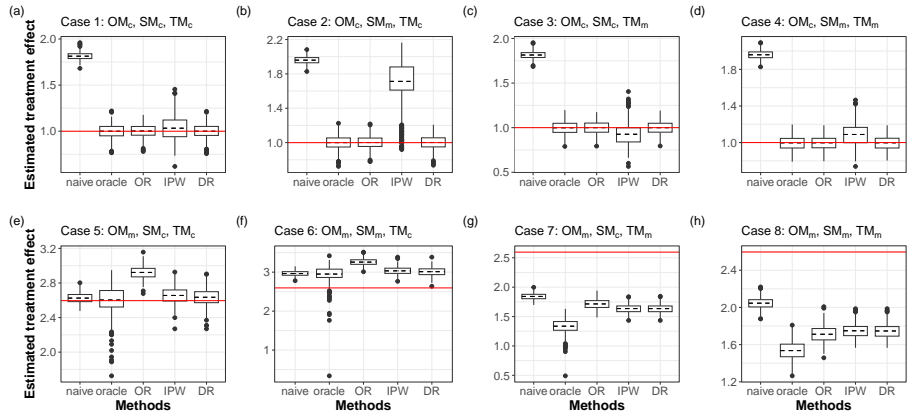 (a) Case 1: OMc, SMc, TMc
(b) Case 2: OMc, SMm, TMc
(c) Case 3: OMc, SMc, TMm
(d) Case 4: OMc, SMm, TMm
Estimated treatment effect
2.0
1.5
1.0
naive oracle OR IPW DR
1.8
1.4
1.0
naive oracle OR IPW DR
2.0
1.5
1.0
0.5
naive oracle OR IPW DR
2.0
1.5
1.0
naive oracle OR IPW DR
(e) Case 5: OMm, SMc, TMc
(f) Case 6: OMm, SMm, TMc
(g) Case 7: OMm, SMc, TMm
(h) Case 8: OMm, SMm, TMm
Estimated treatment effect
3.2
2.8
2.4
2.0
naive oracle OR IPW DR
Methods
4
3
2
1
naive oracle OR IPW DR
2.5
2.0
1.5
1.0
0.5
naive oracle OR IPW DR
Methods
2.4
2.0
1.6
1.2
naive oracle OR IPW DR